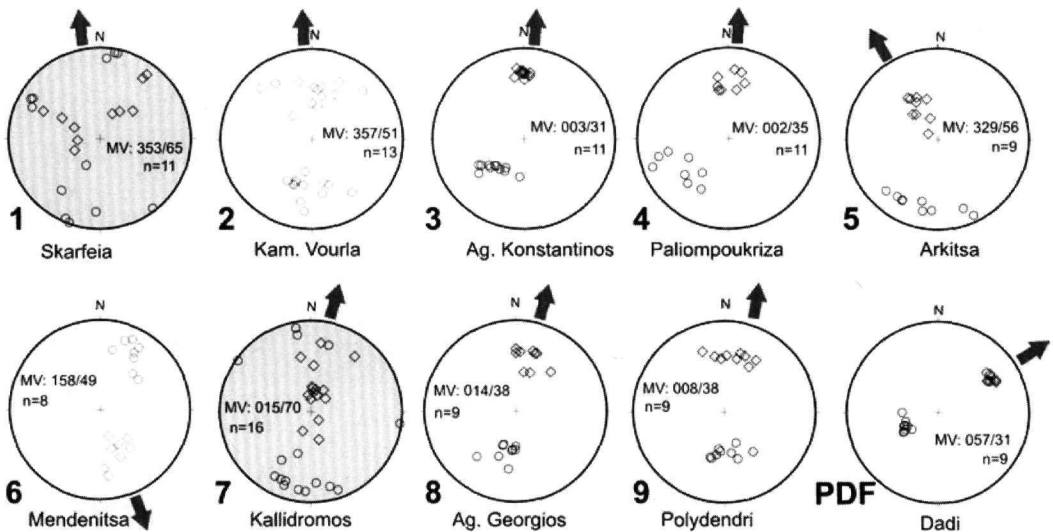 N
N
N
N
N
MV: 353/65
n=11
MV: 357/51
n=13
MV: 003/31
n=11
MV: 002/35
n=11
MV: 329/56
n=9
1
2
3
4
5
Skarfeia
Kam. Vourla
Ag. Konstantinos
Paliompoukriza
Arkitsa
N
N
N
N
N
MV: 158/49
n=8
MV: 015/70
n=16
MV: 014/38
n=9
MV: 008/38
n=9
MV: 057/31
n=9
6
7
8
9
PDF
Mendenitsa
Kallidromos
Ag. Georgios
Polydendri
Dadi